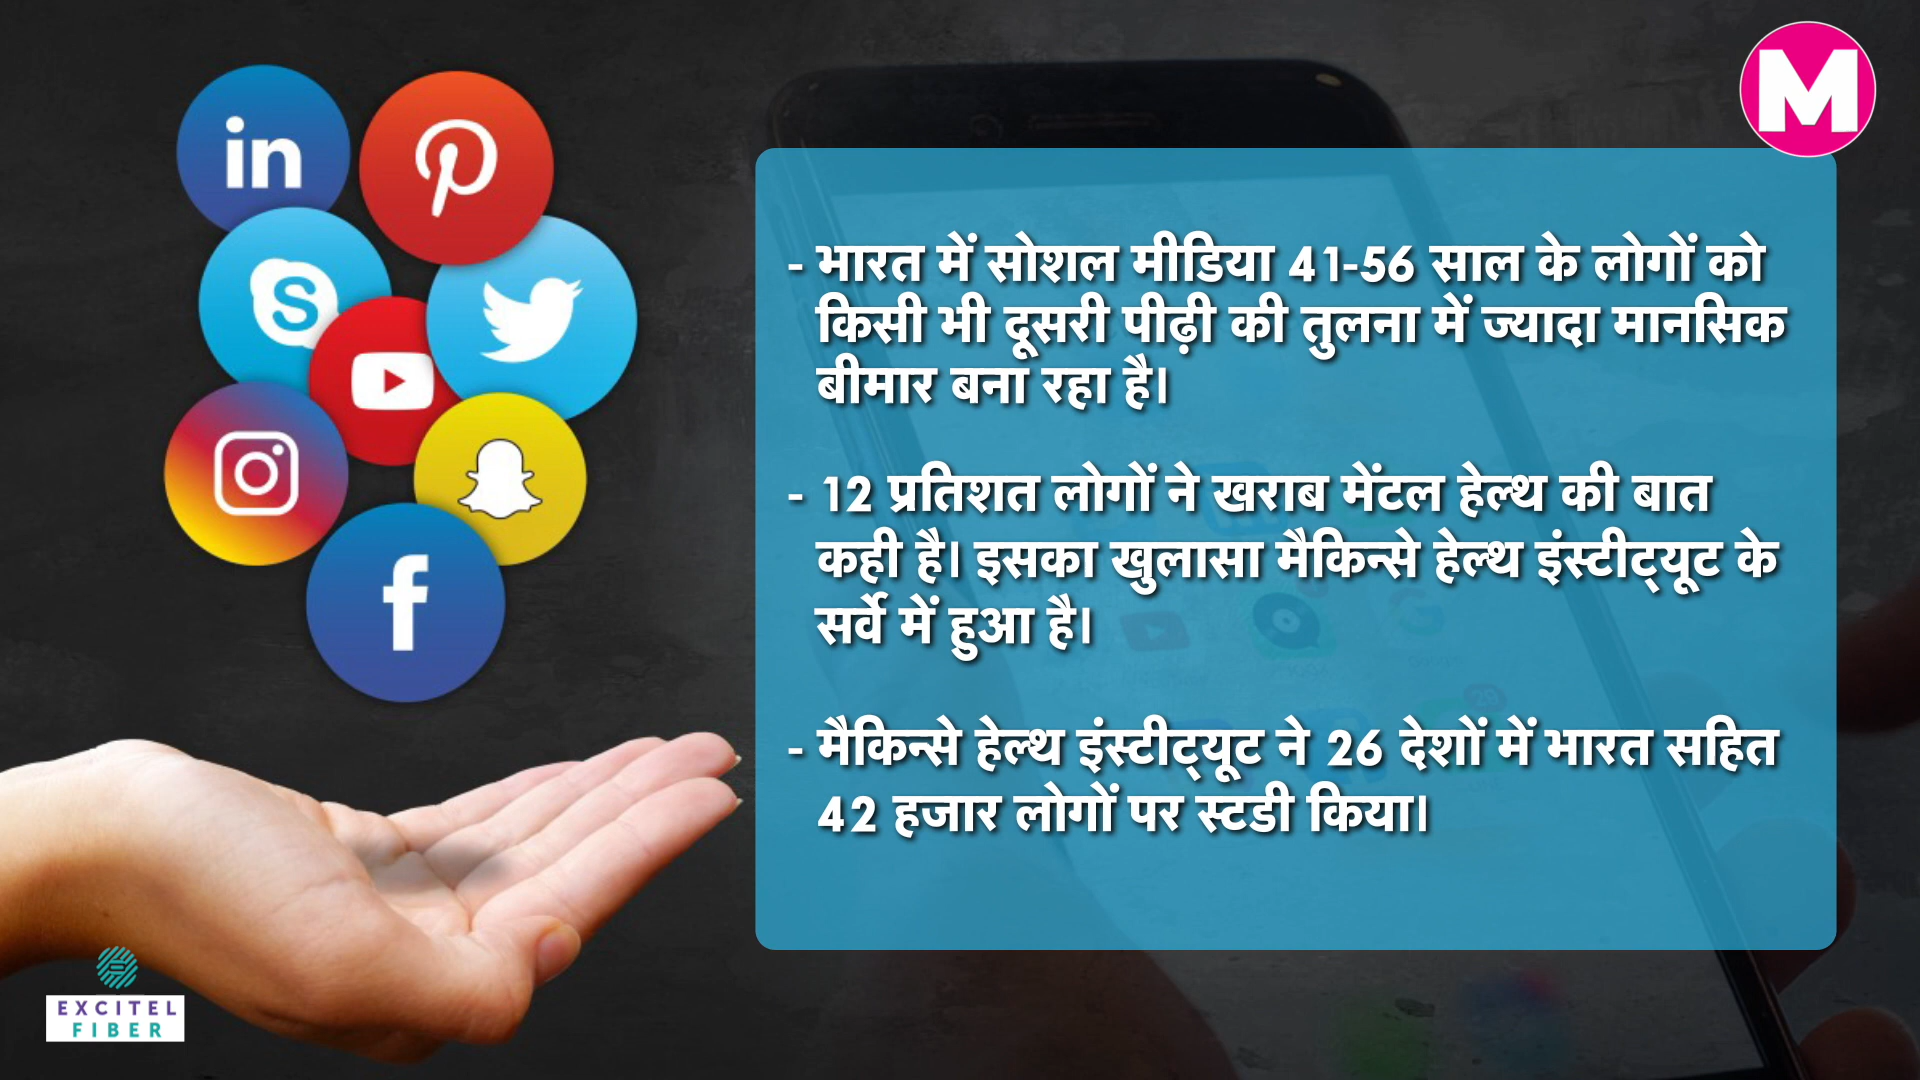 M
in
S
f
- भारत में सोशल मीडिया 41-56 साल के लोगों को
किसी भी दूसरी पीढ़ी की तुलना में ज्यादा मानसिक
बीमार बना रहा है।
- 12 प्रतिशत लोगों ने खराब मेंटल हेल्थ की बात
कही है। इसका खुलासा मैकिन्से हेल्थ इंस्टीट्यूट के
सर्वे में हुआ है।
- मैकिन्से हेल्थ इंस्टीट्यूट ने 26 देशों में भारत सहित
42 हजार लोगों पर स्टडी किया।
EXCITEL
FIBER